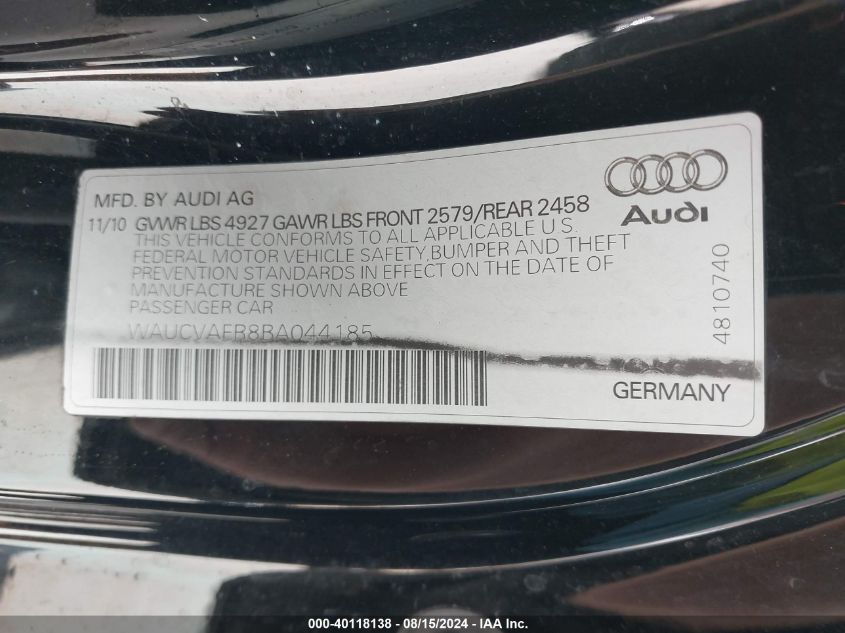 MFD. BY AUDI AG
11/10 GVWR LBS 4927 GAWR LBS FRONT 2579/REAR 2458
THIS VEHICLE CONFORMS TO ALL APPLICABLE U.S.
FEDERAL MOTOR VEHICLE SAFETY, BUMPER AND THEFT
PREVENTION STANDARDS IN EFFECT ON THE DATE OF
MANUFACTURE SHOWN ABOVE
PASSENGER CAR
WAUCVAFR8BA044185
Audi
4810740
GERMANY
000-40118138 - 08/15/2024 - IAA Inc.